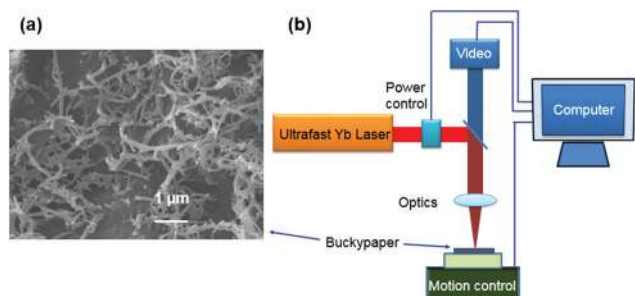 (a)
(b)
Video
Power
control
Computer
Ultrafast Yb Laser
1 µm
Optics
Buckypaper
Motion control